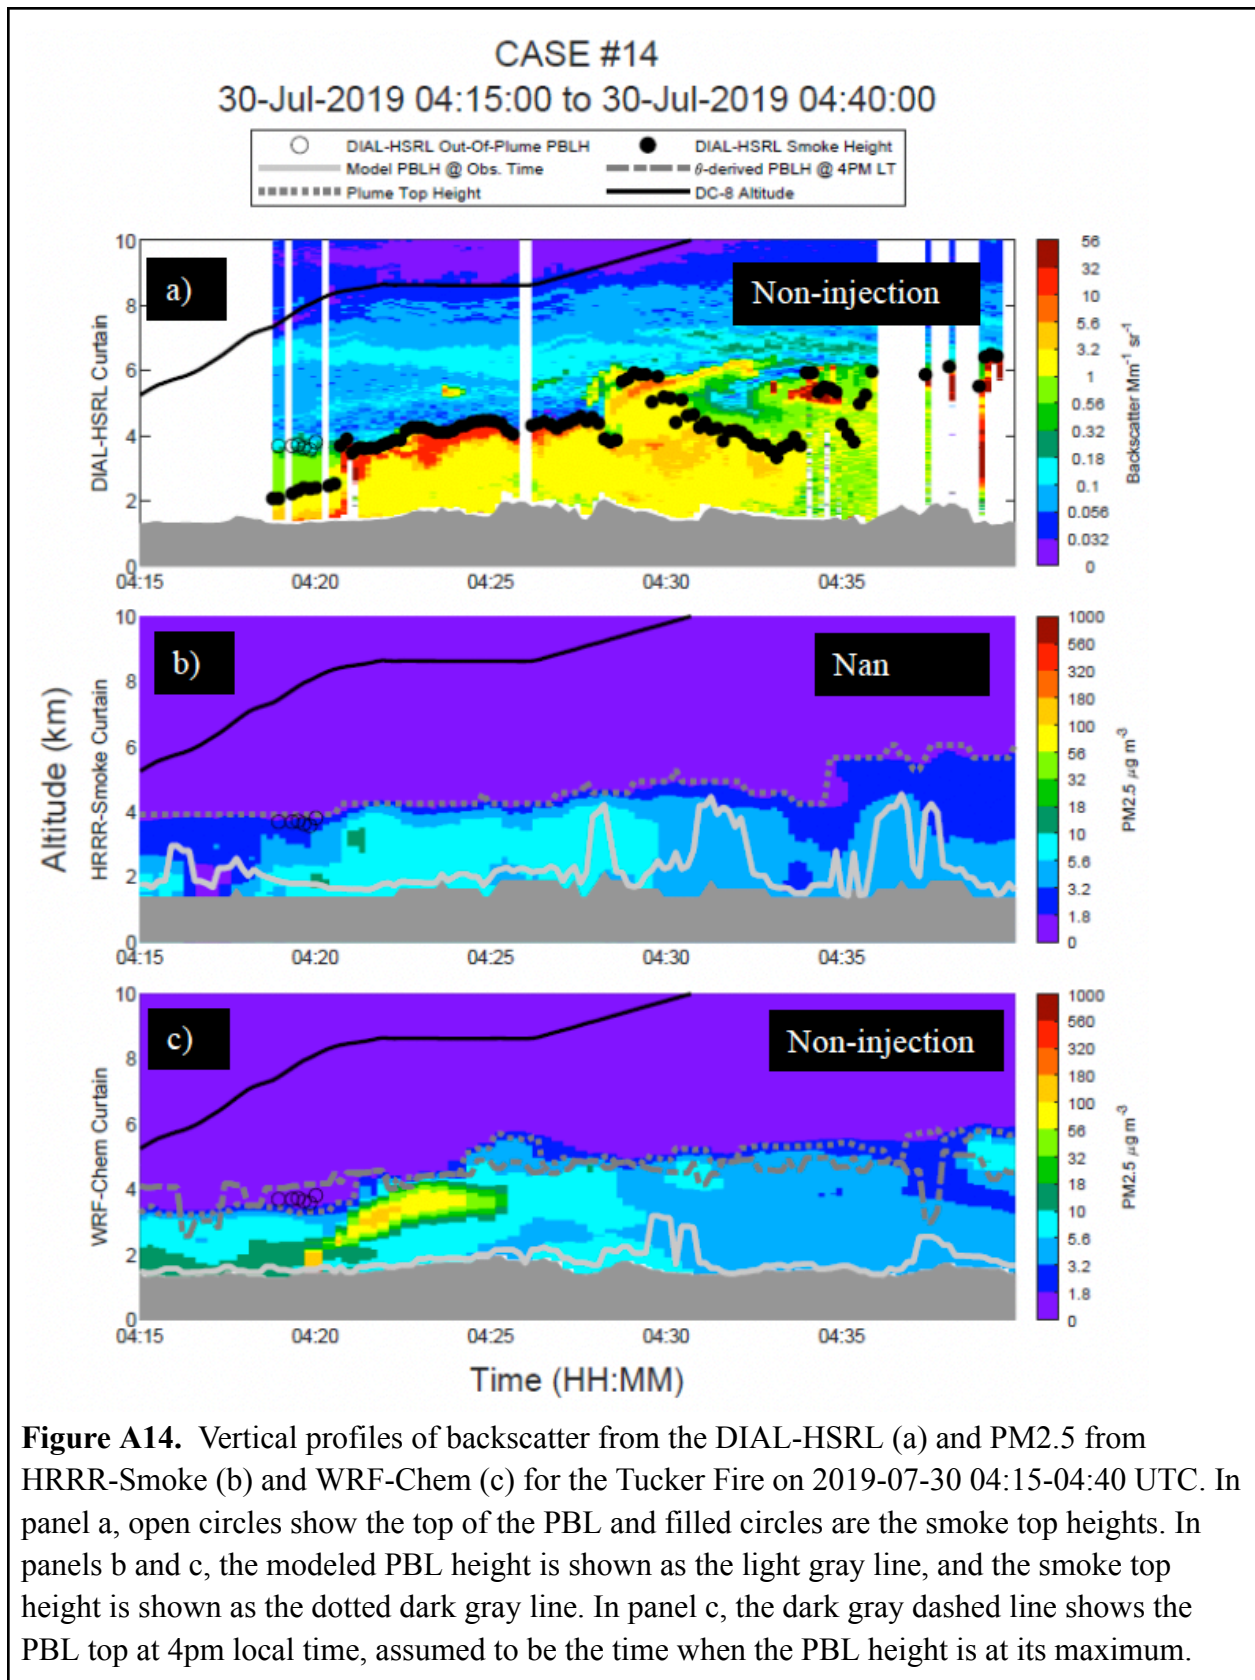 CASE #14
30-Jul-2019 04:15:00 to 30-Jul-2019 04:40:00
DIAL-HSRL Out-Of-Plume PBLH
DIAL-HSRL Smoke Height
Model PBLH @ Obs. Time
θ-derived PBLH @ 4PM LT
Plume Top Height
DC-8 Altitude
a)
Non-injection
DIAL-HSRL Curtain
10
8
6
4
2
0
04:15
04:20
04:25
04:30
04:35
56
32
10
5.6
3.2
1
0.56
0.32
0.18
0.1
0.056
0.032
0
Backscatter Mm⁻¹ sr⁻¹
b)
Nan
Altitude (km)
HRRR-Smoke Curtain
10
8
6
4
2
0
04:15
04:20
04:25
04:30
04:35
1000
560
320
180
100
56
32
18
10
5.6
3.2
1.8
0
PM2.5 μg m⁻³
c)
Non-injection
WRF-Chem Curtain
10
8
6
4
2
0
04:15
04:20
04:25
04:30
04:35
1000
560
320
180
100
56
32
18
10
5.6
3.2
1.8
0
PM2.5 μg m⁻³
Time (HH:MM)
Figure A14. Vertical profiles of backscatter from the DIAL-HSRL (a) and PM2.5 from
HRRR-Smoke (b) and WRF-Chem (c) for the Tucker Fire on 2019-07-30 04:15-04:40 UTC. In
panel a, open circles show the top of the PBL and filled circles are the smoke top heights. In
panels b and c, the modeled PBL height is shown as the light gray line, and the smoke top
height is shown as the dotted dark gray line. In panel c, the dark gray dashed line shows the
PBL top at 4pm local time, assumed to be the time when the PBL height is at its maximum.